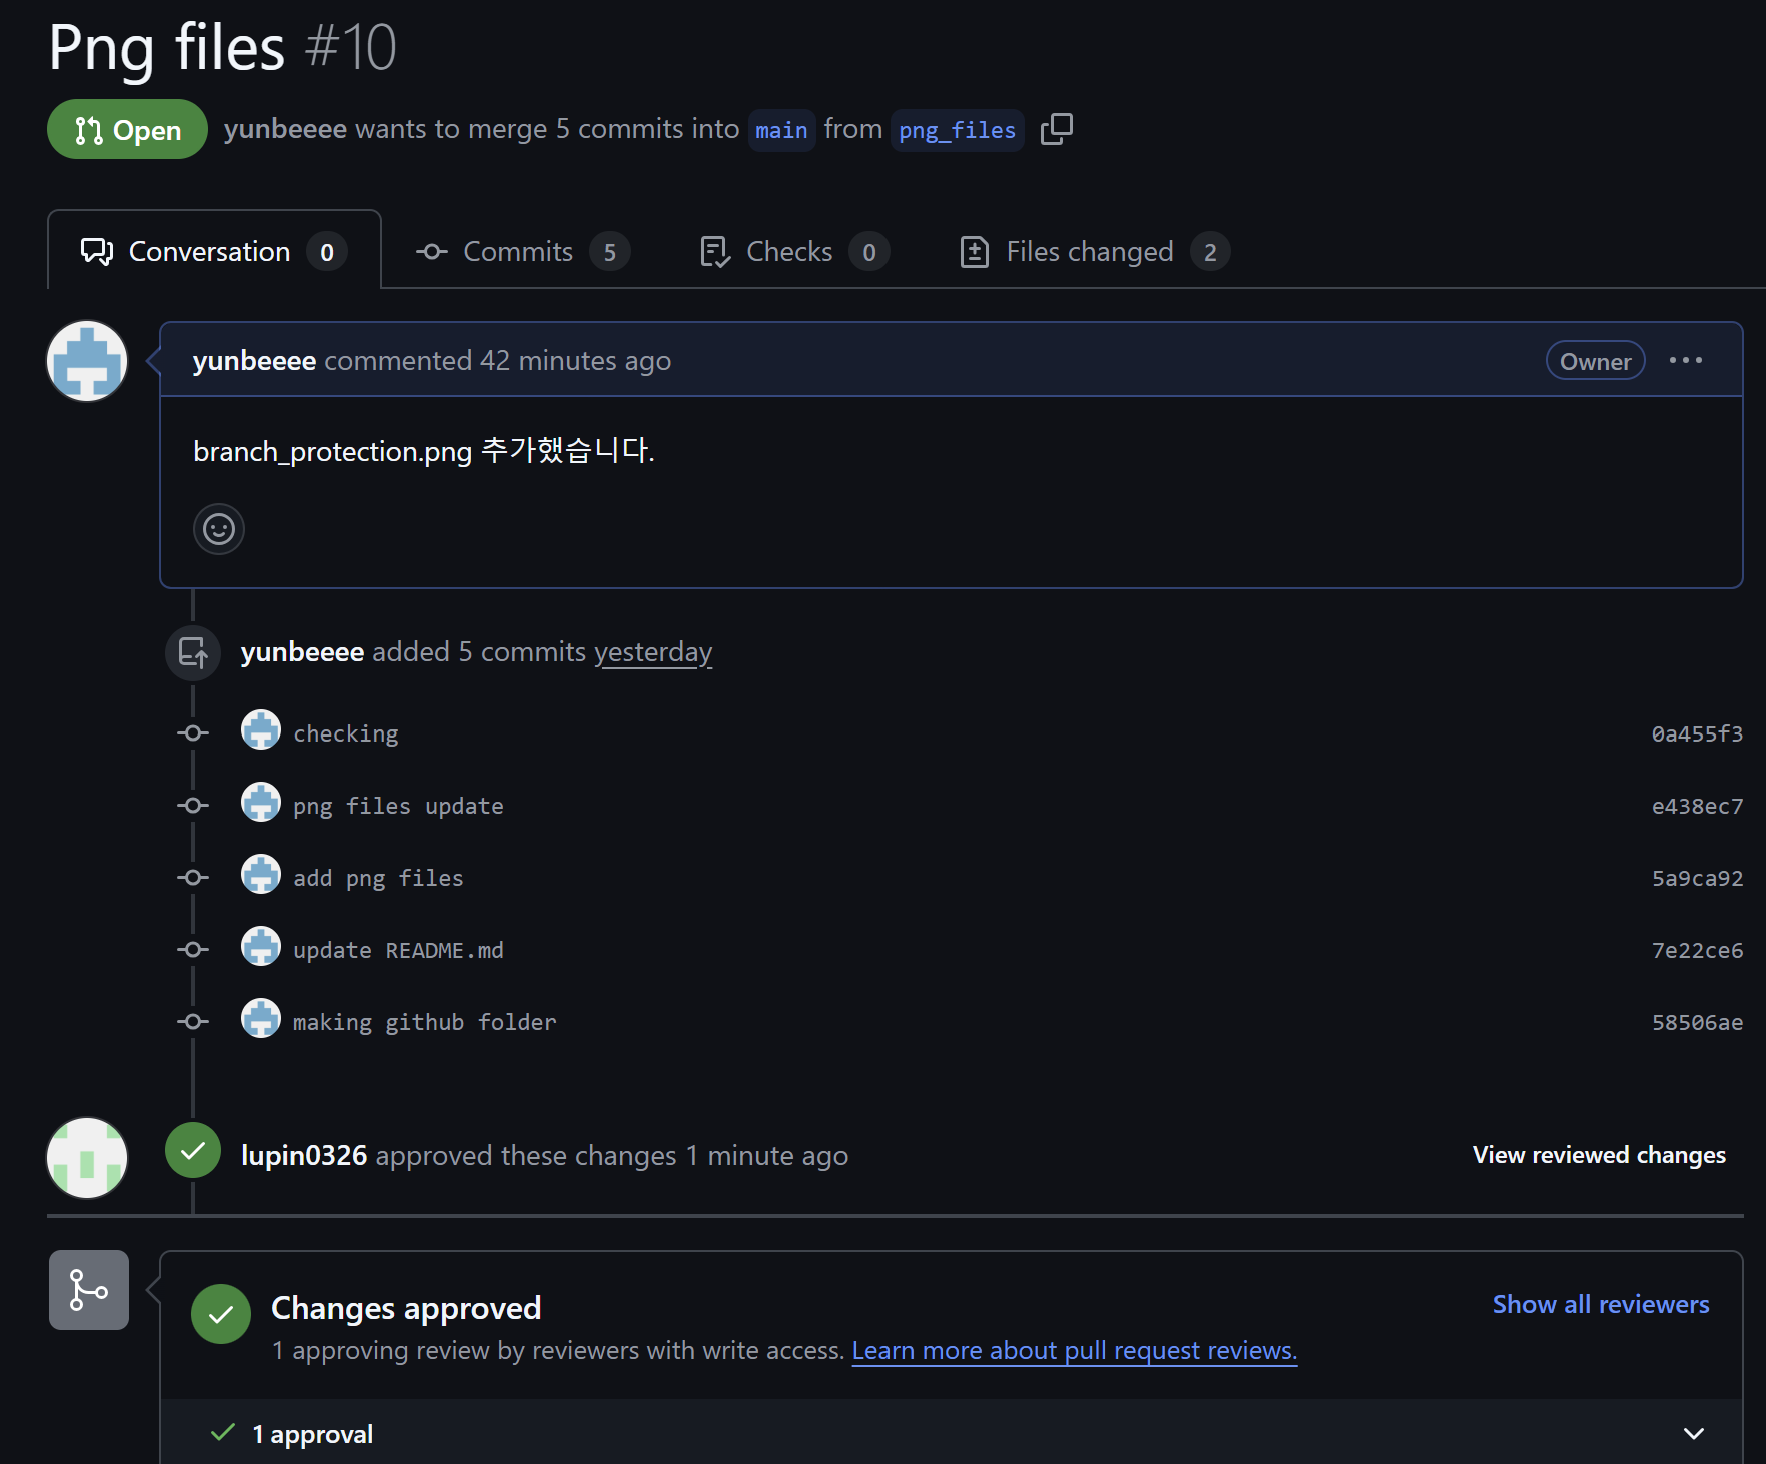 Png files #10
Open
yunbeeee wants to merge 5 commits into main from png_files
Conversation 0
Commits 5
Checks 0
Files changed 2
yunbeeee commented 42 minutes ago
Owner
branch_protection.png 추가했습니다.
yunbeeee added 5 commits yesterday
checking 0a455f3
png files update e438ec7
add png files 5a9ca92
update README.md 7e22ce6
making github folder 58506ae
lupin0326 approved these changes 1 minute ago
View reviewed changes
Changes approved
Show all reviewers
1 approving review by reviewers with write access. Learn more about pull request reviews.
1 approval